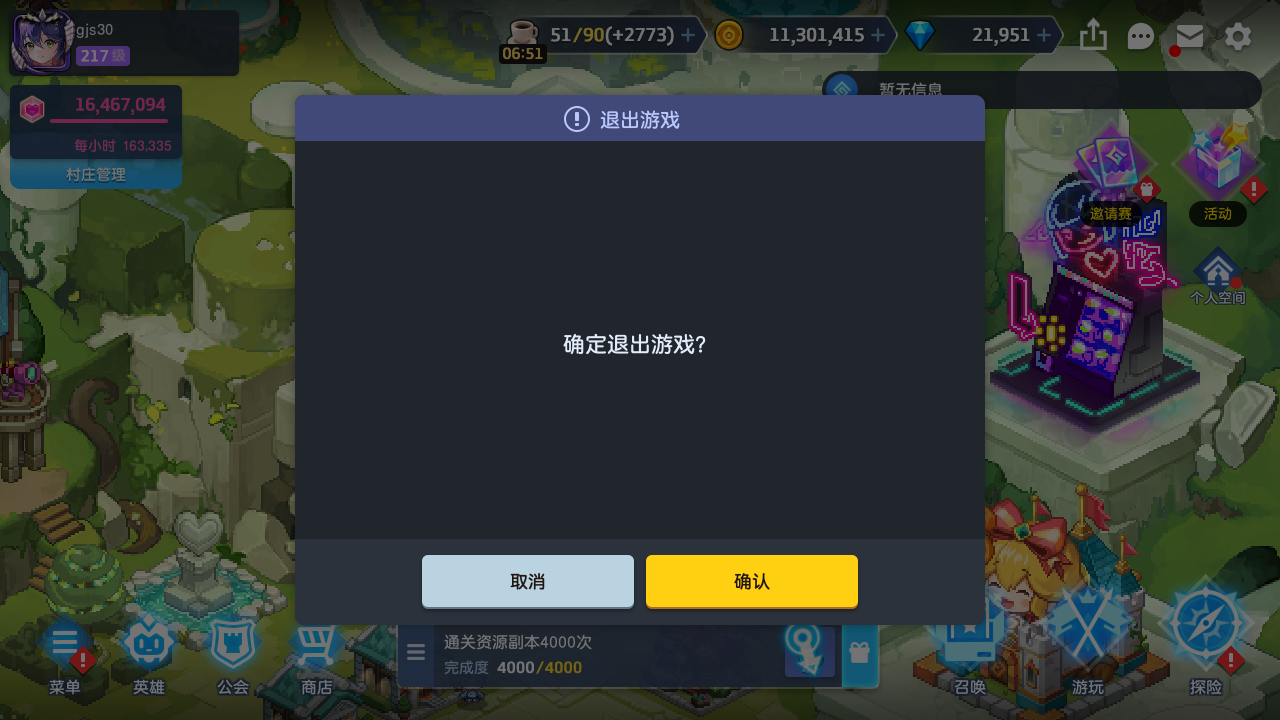 gjs30
217 级
51/90(+2773)
06:51
11,301,415
21,951
暂无信息
16,467,094
每小时 163,335
村庄管理
退出游戏
邀请赛
活动
个人空间
确定退出游戏?
取消
确认
通关资源副本4000次
完成度 4000/4000
菜单
英雄
公会
商店
召唤
游玩
探险